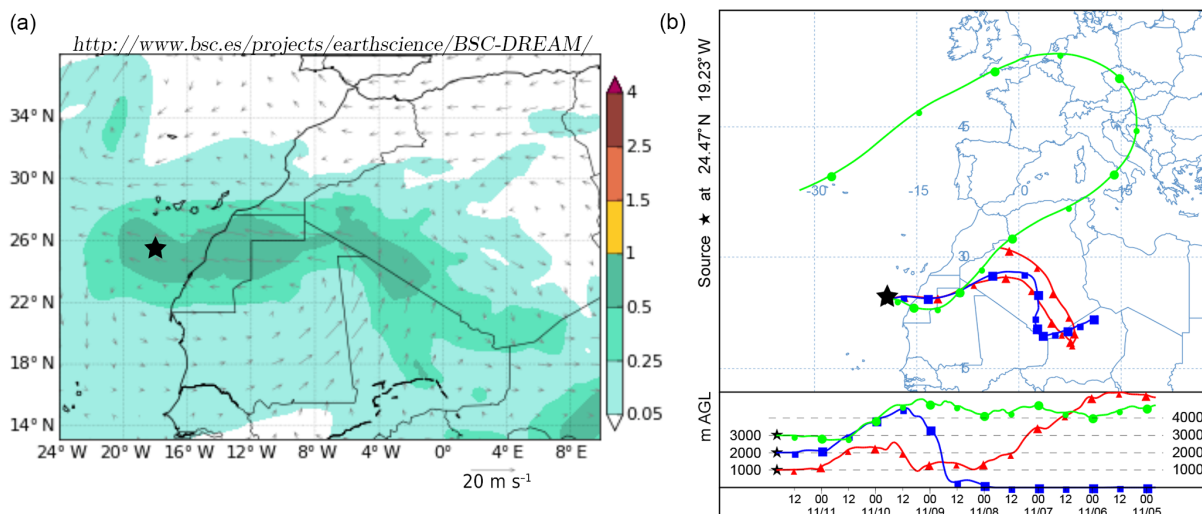 (a)
http://www.bsc.es/projects/earthscience/BSC-DREAM/
34° N
30° N
26° N
22° N
18° N
14° N
24° W
20° W
16° W
12° W
8° W
4° W
0°
4° E
8° E
20 m s⁻¹
4
2.5
1.5
1
0.5
0.25
0.05
(b)
Source ★ at 24.47° N 19.23° W
45
-30
-15
0
15
30
15
m AGL
3000
2000
1000
4000
3000
2000
1000
12 00 12 00 12 00 12 00 12 00 12 00 12 00
11/11 11/10 11/09 11/08 11/07 11/06 11/05